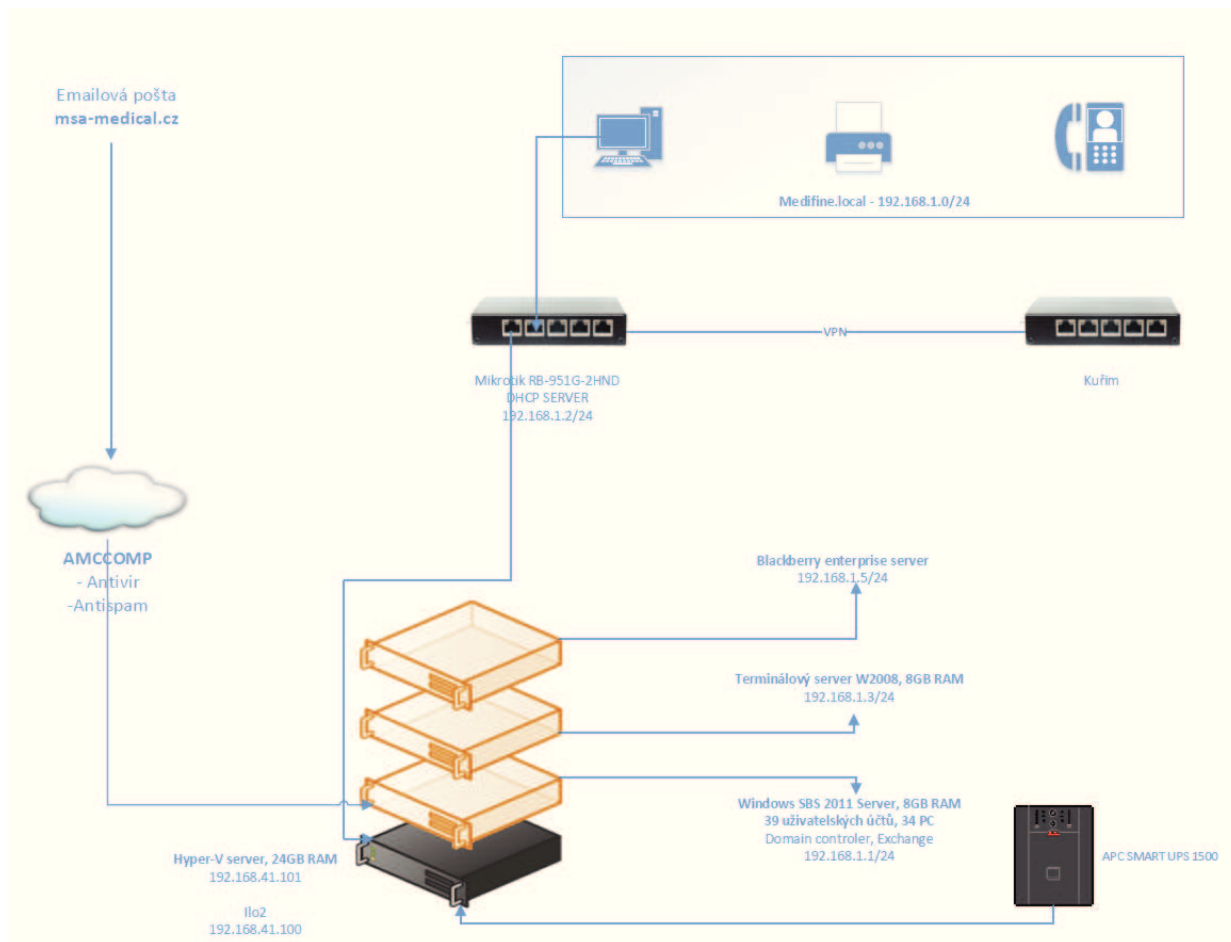 Emailová pošta
msa-medical.cz
Medifine.local - 192.168.1.0/24
VPN
Mikrotik RB-951G-2HND
DHCP SERVER
192.168.1.2/24
Kuřim
AMCCOMP
- Antivir
-Antispam
Blackberry enterprise server
192.168.1.5/24
Terminálový server W2008, 8GB RAM
192.168.1.3/24
Windows SBS 2011 Server, 8GB RAM
39 uživatelských účtů, 34 PC
Domain controler, Exchange
192.168.1.1/24
Hyper-V server, 24GB RAM
192.168.41.101
Ilo2
192.168.41.100
APC SMART UPS 1500